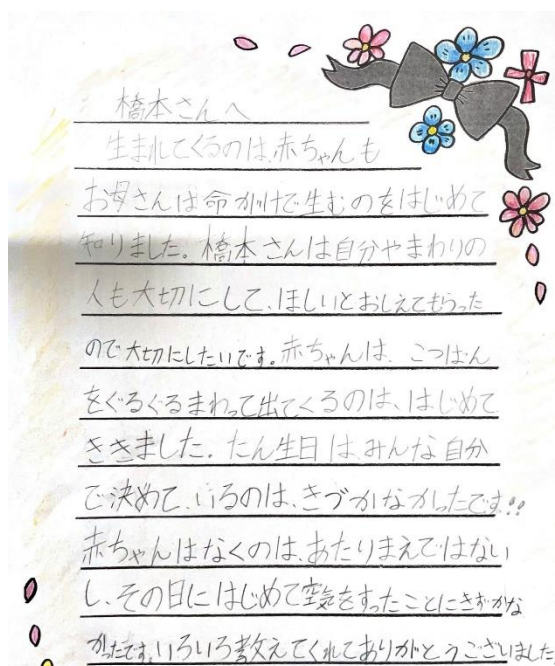 橋本さんへ
生まれてくるのは、赤ちゃんも
お母さんは命がけで生むのをはじめて
知りました。橋本さんは自分やまわりの
人も大切にして、ほしいとおしえてもらった
ので大切にしたいです。赤ちゃんは、こつばん
をぐるぐるまわって出てくるのは、はじめて
ききました。たん生日は、みんな自分
で決めて、いるのは、きづかなかったです!!
赤ちゃんはなくのは、あたりまえではない
し、その日にはじめて空気をすったことにきずかな
かったです。いろいろ教えてくれてありがとうございました。